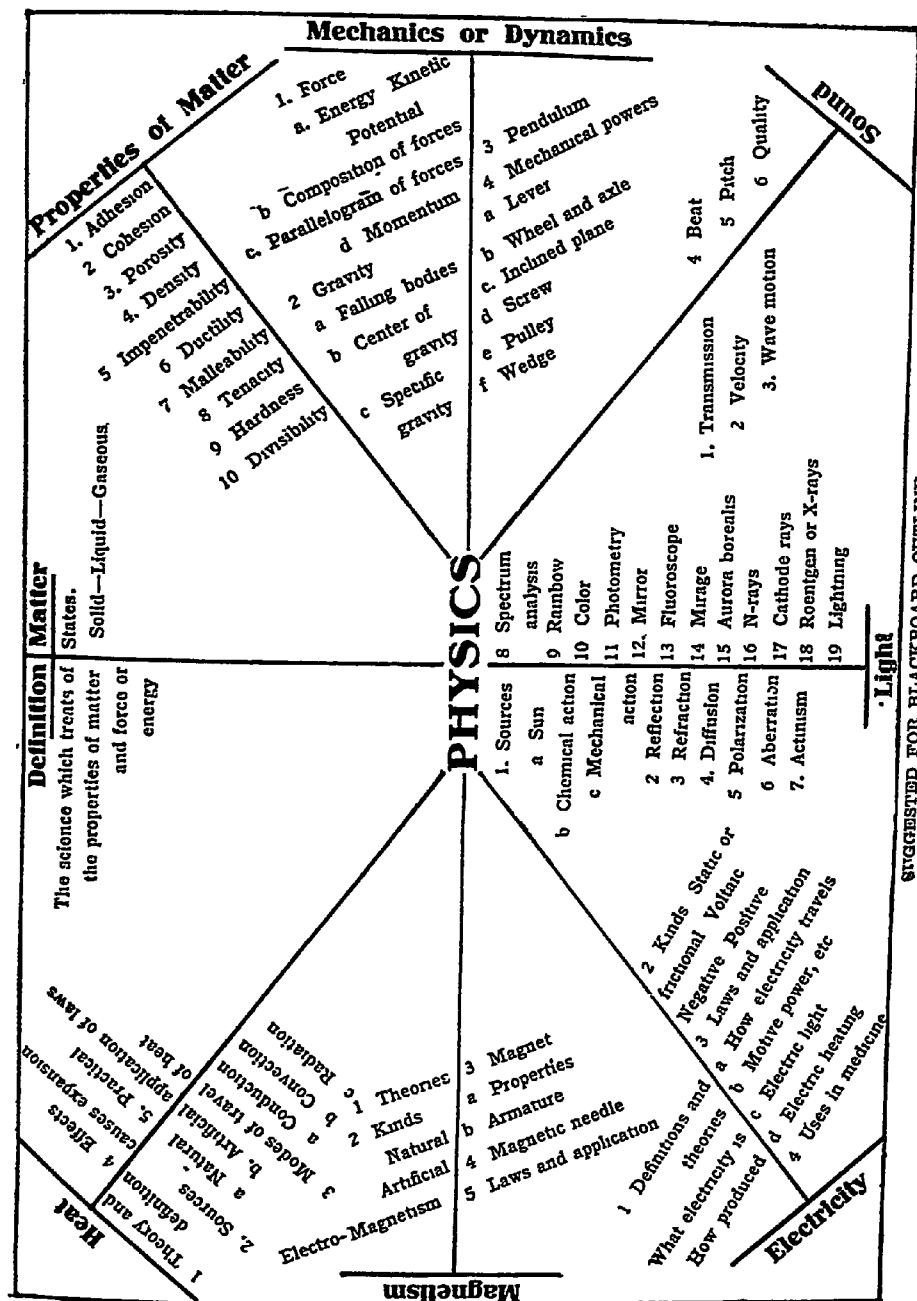 Definition
The science which treats of
the properties of matter
and force or
energy
Matter
States.
Solid—Liquid—Gaseous.
Properties of Matter
1. Adhesion
2 Cohesion
3. Porosity
4. Density
5 Impenetrability
6 Ductility
7 Malleability
8 Tenacity
9 Hardness
10 Divisibility
Mechanics or Dynamics
1. Force
a. Energy Kinetic
Potential
b Composition of forces
c. Parallelogram of forces
d Momentum
2 Gravity
a Falling bodies
b Center of
gravity
c Specific
gravity
3 Pendulum
4 Mechanical powers
a Lever
b Wheel and axle
c. Inclined plane
d Screw
e Pulley
f Wedge
Sound
1. Transmission
2 Velocity
3. Wave motion
4 Beat
5 Pitch
6 Quality
PHYSICS
Light
1. Sources
a Sun
b Chemical action
c Mechanical
action
2 Reflection
3 Refraction
4. Diffusion
5 Polarization
6 Aberration
7. Actinism
8 Spectrum
analysis
9 Rainbow
10 Color
11 Photometry
12. Mirror
13 Fluoroscope
14 Mirage
15 Aurora borealis
16 N-rays
17 Cathode rays
18 Roentgen or X-rays
19 Lightning
Electricity
1 Definitions and
theories
What electricity is
How produced
2 Kinds Static or
frictional Voltaic
Negative Positive
3 Laws and application
a How electricity travels
b Motive power, etc
c Electric light
d Electric heating
4 Uses in medicine
Magnetism
1 Theories
2 Kinds
Natural
Artificial
Electro-Magnetism
3 Magnet
a Properties
b Armature
4 Magnetic needle
5 Laws and application
Heat
1 Theory and
definition
2. Sources
a Natural
b. Artificial
3 Modes of travel
a Conduction
b Convection
c Radiation
4 Effects
causes expansion
5. Practical
application of laws
of heat
SUGGESTED FOR BLACKBOARD OUTLINE